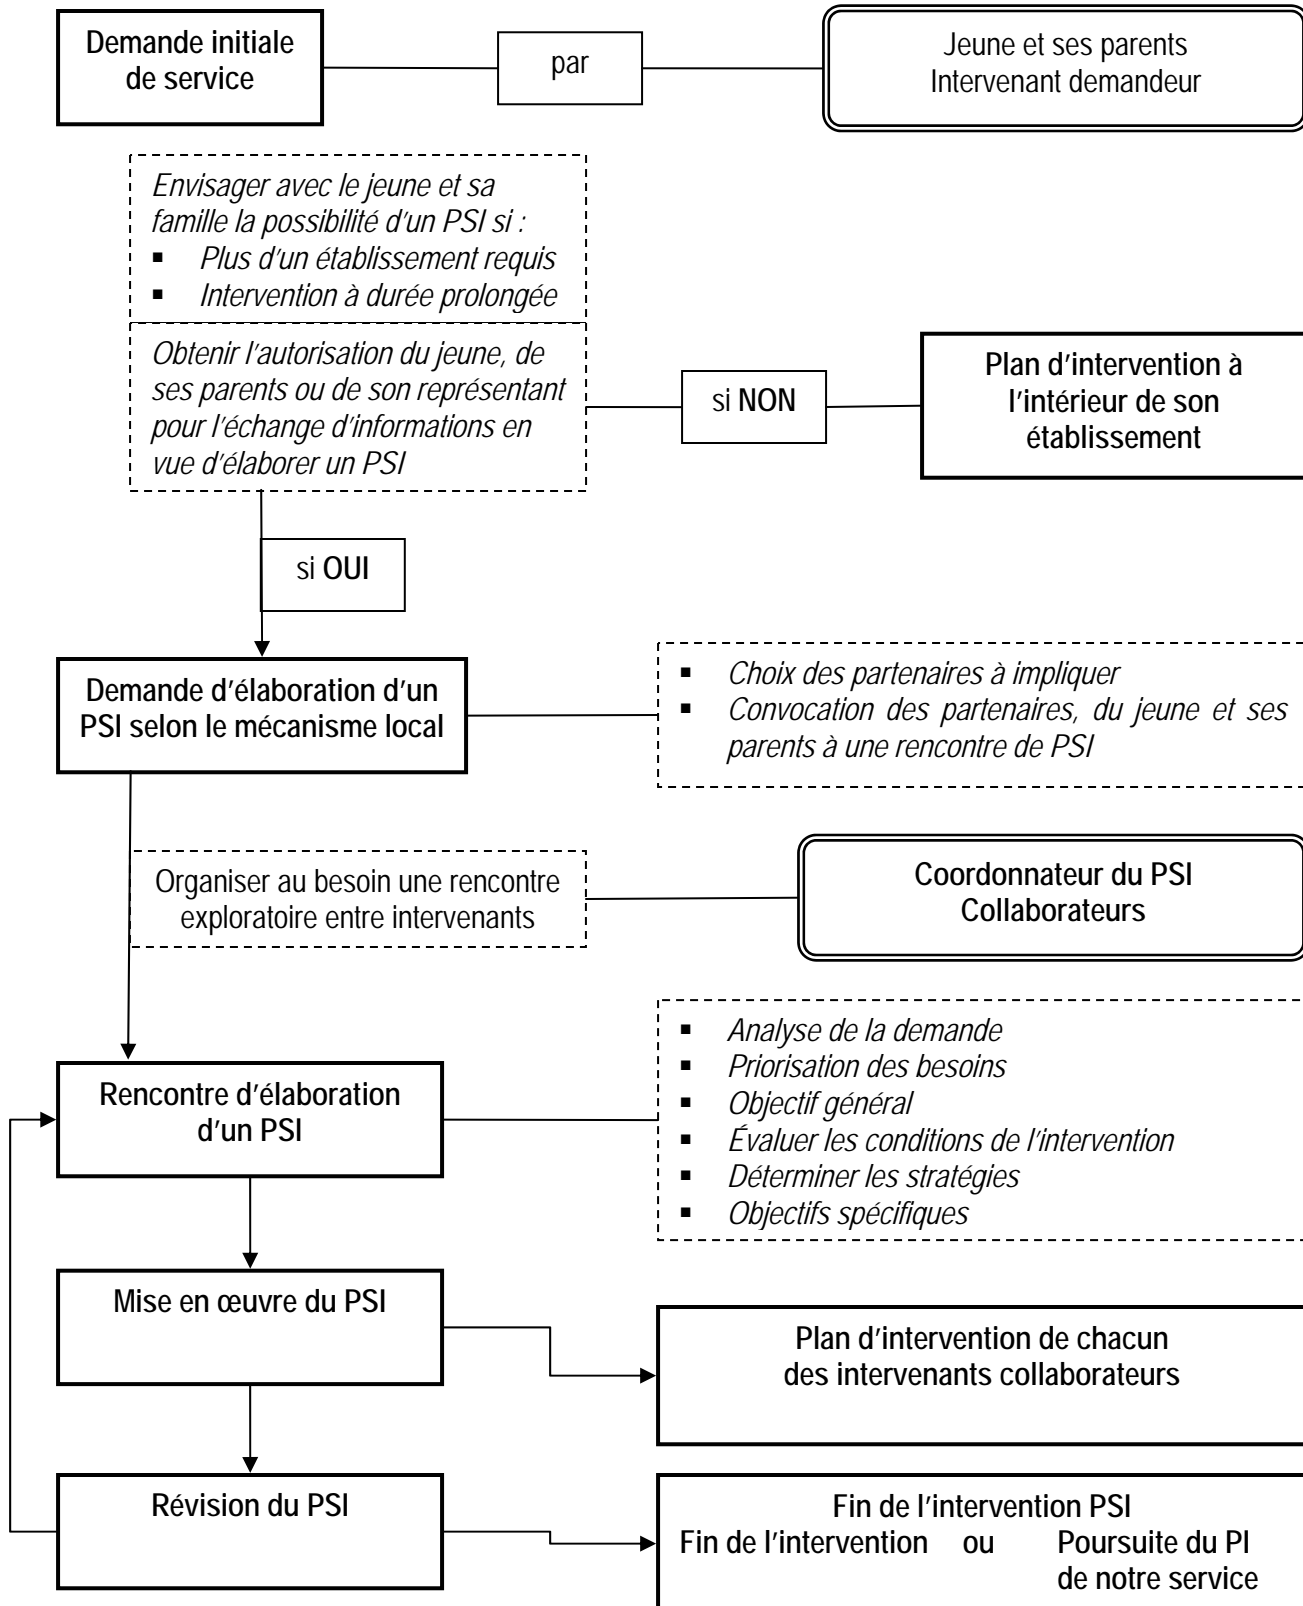 Demande initiale
de service
par
Jeune et ses parents
Intervenant demandeur
Envisager avec le jeune et sa
famille la possibilité d’un PSI si :
▪ Plus d’un établissement requis
▪ Intervention à durée prolongée
Obtenir l’autorisation du jeune, de
ses parents ou de son représentant
pour l’échange d’informations en
vue d’élaborer un PSI
si NON
Plan d’intervention à
l’intérieur de son
établissement
si OUI
Demande d’élaboration d’un
PSI selon le mécanisme local
▪ Choix des partenaires à impliquer
▪ Convocation des partenaires, du jeune et ses
parents à une rencontre de PSI
Organiser au besoin une rencontre
exploratoire entre intervenants
Coordonnateur du PSI
Collaborateurs
Rencontre d’élaboration
d’un PSI
▪ Analyse de la demande
▪ Priorisation des besoins
▪ Objectif général
▪ Évaluer les conditions de l’intervention
▪ Déterminer les stratégies
▪ Objectifs spécifiques
Mise en œuvre du PSI
Plan d’intervention de chacun
des intervenants collaborateurs
Révision du PSI
Fin de l’intervention PSI
Fin de l’intervention ou Poursuite du PI
de notre service